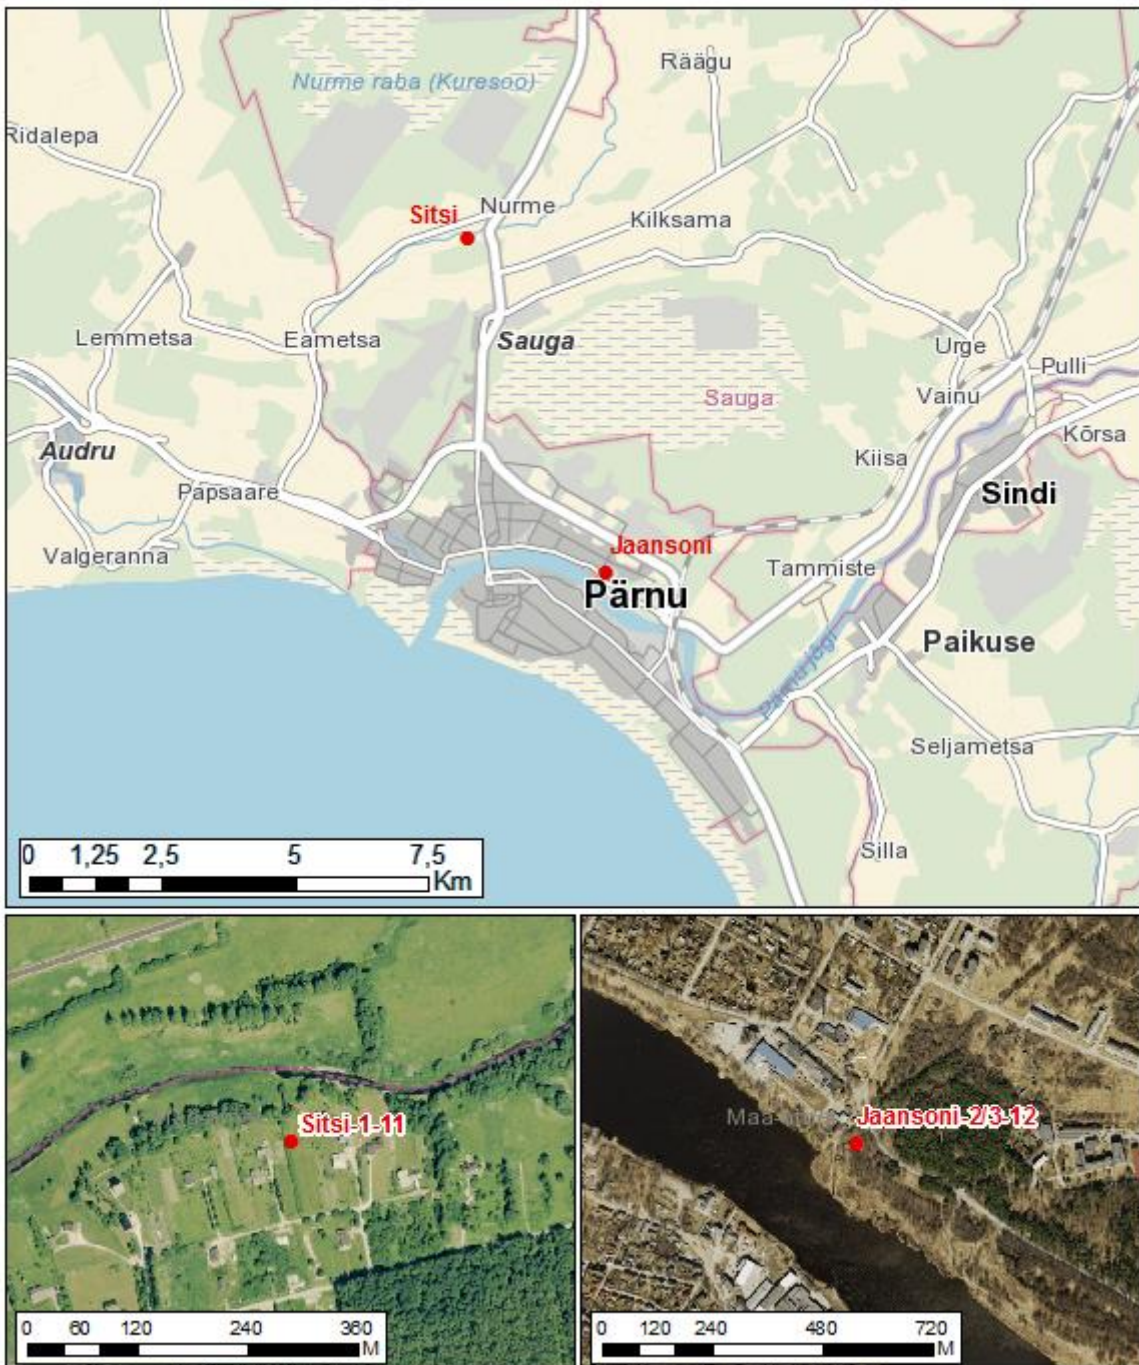 Nurme raba (Kuresoo)
Räägu
Ridalepa
Sitsi
Nurme
Kilksama
Lemmetsa
Eametsa
Sauga
Urge
Pulli
Sauga
Vainu
Audru
Kõrsa
Kiisa
Papsaare
Sindi
Valgeranna
Jaansoni
Tammiste
Pärnu
Paikuse
Pärnu jõgi
Seljametsa
Silla
0 1,25 2,5 5 7,5
Km
Sitsi-1-11
0 60 120 240 360
M
Jaansoni-2/3-12
0 120 240 480 720
M